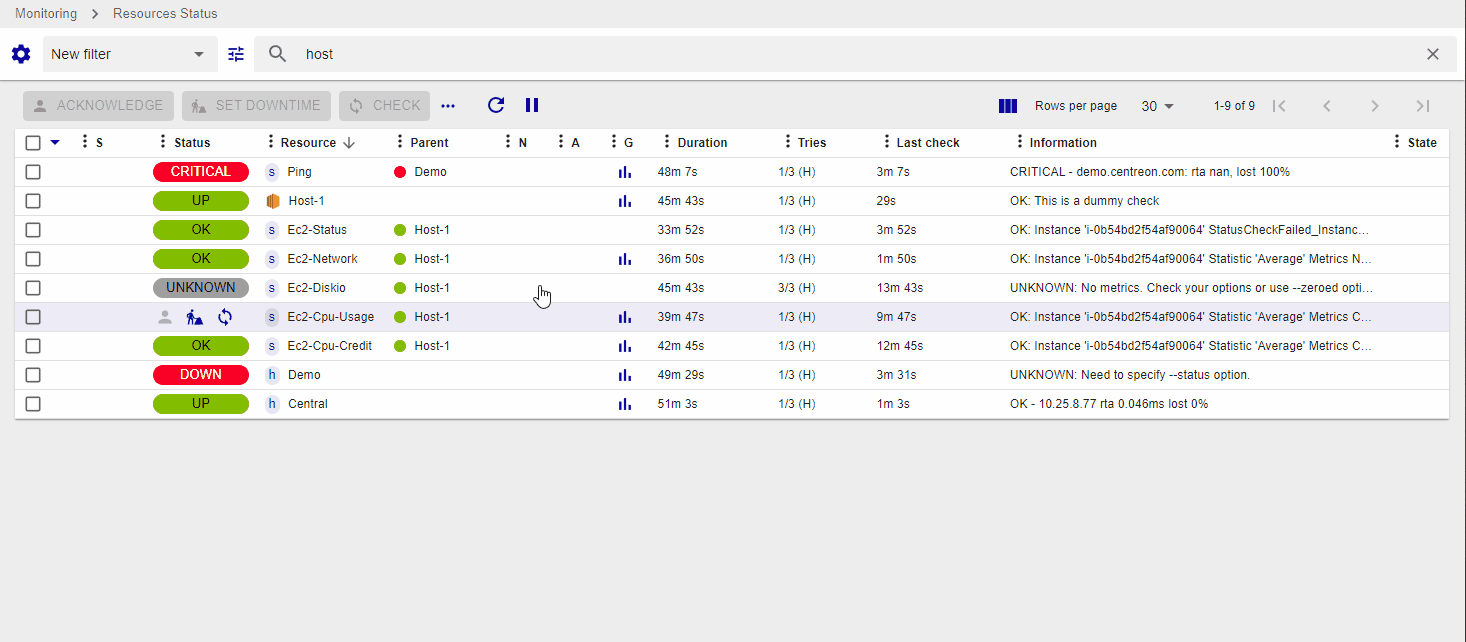 Monitoring > Resources Status
New filter host
ACKNOWLEDGE SET DOWNTIME CHECK ... Rows per page 30 1-9 of 9
S Status Resource Parent N A G Duration Tries Last check Information State
CRITICAL s Ping Demo 48m 7s 1/3 (H) 3m 7s CRITICAL - demo.centreon.com: rta nan, lost 100%
UP Host-1 45m 43s 1/3 (H) 29s OK: This is a dummy check
OK s Ec2-Status Host-1 33m 52s 1/3 (H) 3m 52s OK: Instance 'i-0b54bd2f54af90064' StatusCheckFailed_Instanc...
OK s Ec2-Network Host-1 36m 50s 1/3 (H) 1m 50s OK: Instance 'i-0b54bd2f54af90064' Statistic 'Average' Metrics N...
UNKNOWN s Ec2-Diskio Host-1 45m 43s 3/3 (H) 13m 43s UNKNOWN: No metrics. Check your options or use --zeroed opti...
s Ec2-Cpu-Usage Host-1 39m 47s 1/3 (H) 9m 47s OK: Instance 'i-0b54bd2f54af90064' Statistic 'Average' Metrics C...
OK s Ec2-Cpu-Credit Host-1 42m 45s 1/3 (H) 12m 45s OK: Instance 'i-0b54bd2f54af90064' Statistic 'Average' Metrics C...
DOWN h Demo 49m 29s 1/3 (H) 3m 31s UNKNOWN: Need to specify --status option.
UP h Central 51m 3s 1/3 (H) 1m 3s OK - 10.25.8.77 rta 0.046ms lost 0%